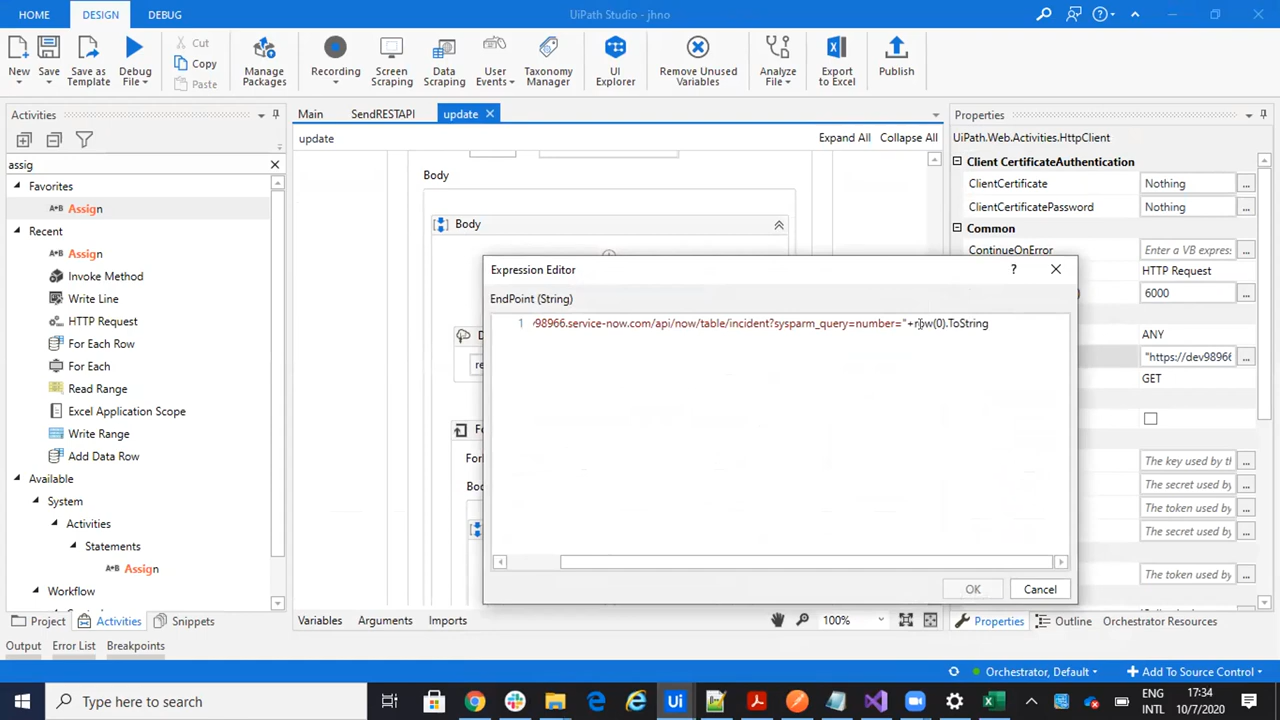 HOME
DESIGN
DEBUG
UiPath Studio - jhno
New
Save
Save as
Template
Debug
File
Cut
Copy
Paste
Manage
Packages
Recording
Screen
Scraping
Data
Scraping
User
Events
Taxonomy
Manager
UI
Explorer
Remove Unused
Variables
Analyze
File
Export
to Excel
Publish
Activities
assig
Favorites
Assign
Recent
Assign
Invoke Method
Write Line
HTTP Request
For Each Row
For Each
Read Range
Excel Application Scope
Write Range
Add Data Row
Available
System
Activities
Statements
Assign
Workflow
Project
Activities
Snippets
Main
SendRESTAPI
update
update
Expand All
Collapse All
Body
Body
Body
Expression Editor
EndPoint (String)
1
98966.service-now.com/api/now/table/incident?sysparm_query=number="+row(0).ToString
OK
Cancel
Variables
Arguments
Imports
100%
Properties
UiPath.Web.Activities.HttpClient
Client CertificateAuthentication
ClientCertificate
Nothing
ClientCertificatePassword
Nothing
Common
ContinueOnError
Enter a VB express
HTTP Request
6000
ANY
"https://dev9896
GET
The key used by th
The secret used by
The token used by
The secret used by
The token used by
Properties
Outline
Orchestrator Resources
Output
Error List
Breakpoints
Orchestrator, Default
Add To Source Control
Type here to search
ENG
INTL
17:34
10/7/2020